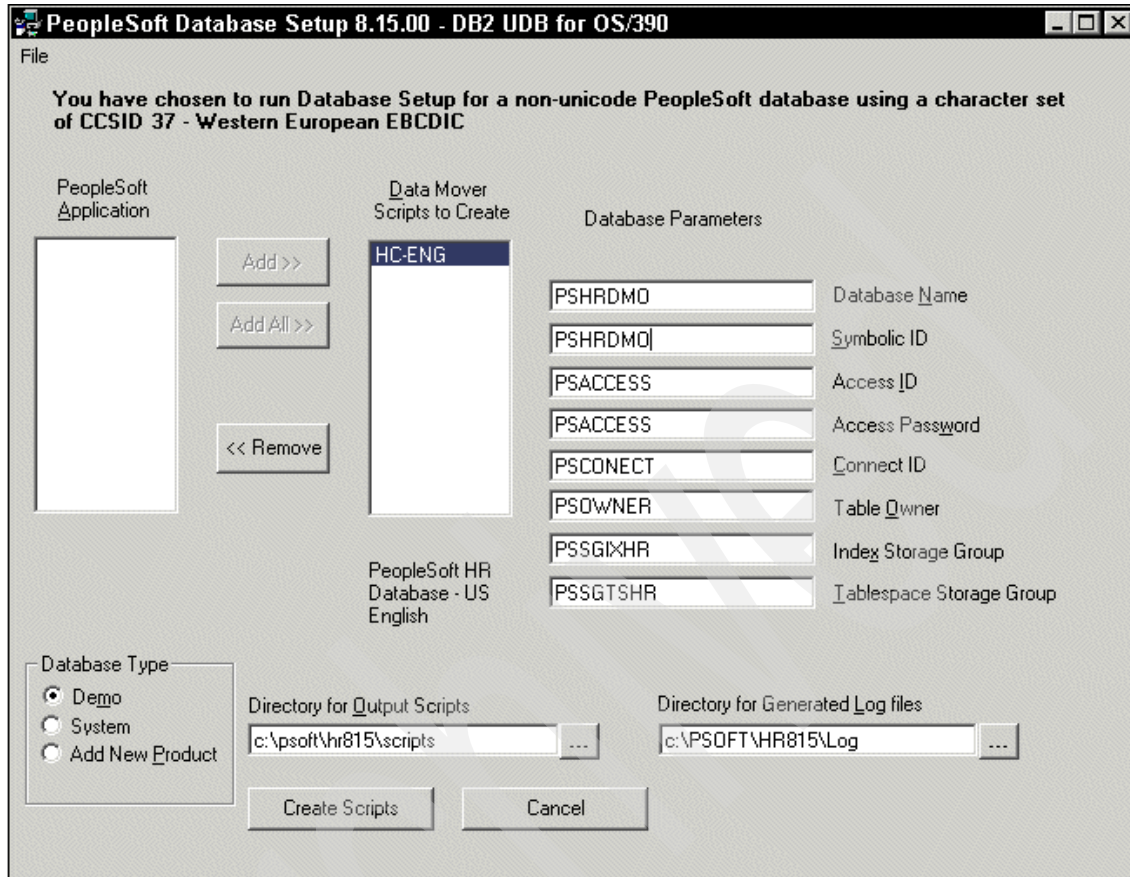 PeopleSoft Database Setup 8.15.00 - DB2 UDB for OS/390
File
You have chosen to run Database Setup for a non-unicode PeopleSoft database using a character set
of CCSID 37 - Western European EBCDIC
PeopleSoft
Application
Data Mover
Scripts to Create
Database Parameters
Add >>
Add All >>
<< Remove
HC-ENG
PSHRDMO Database Name
PSHRDMO Symbolic ID
PSACCESS Access ID
PSACCESS Access Password
PSCONECT Connect ID
PSOWNER Table Owner
PSSGIXHR Index Storage Group
PSSGTSHR Tablespace Storage Group
PeopleSoft HR
Database - US
English
Database Type
Demo
System
Add New Product
Directory for Output Scripts
c:\psoft\hr815\scripts ...
Directory for Generated Log files
c:\PSOFT\HR815\Log ...
Create Scripts
Cancel